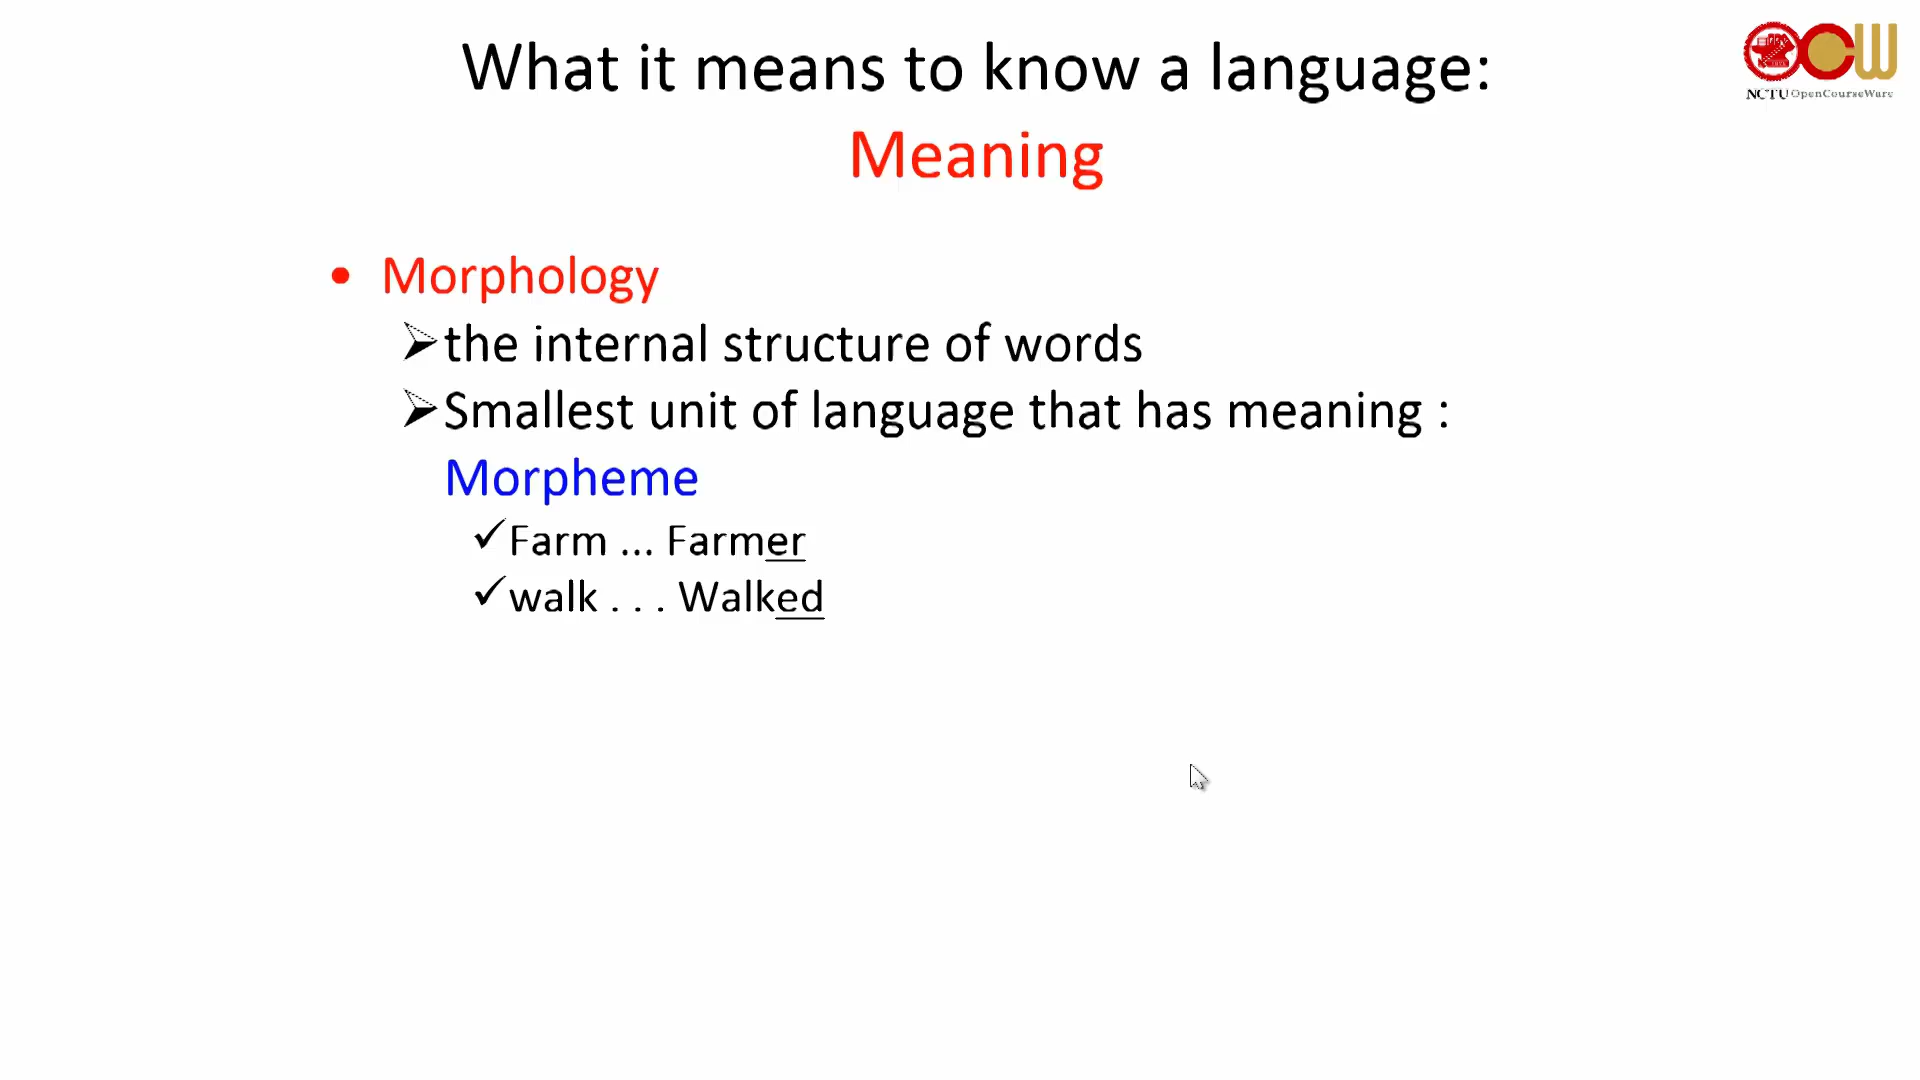 What it means to know a language:
Meaning
NCTU OpenCourseWare
• Morphology
➢the internal structure of words
➢Smallest unit of language that has meaning :
Morpheme
✓Farm ... Farmer
✓walk . . . Walked